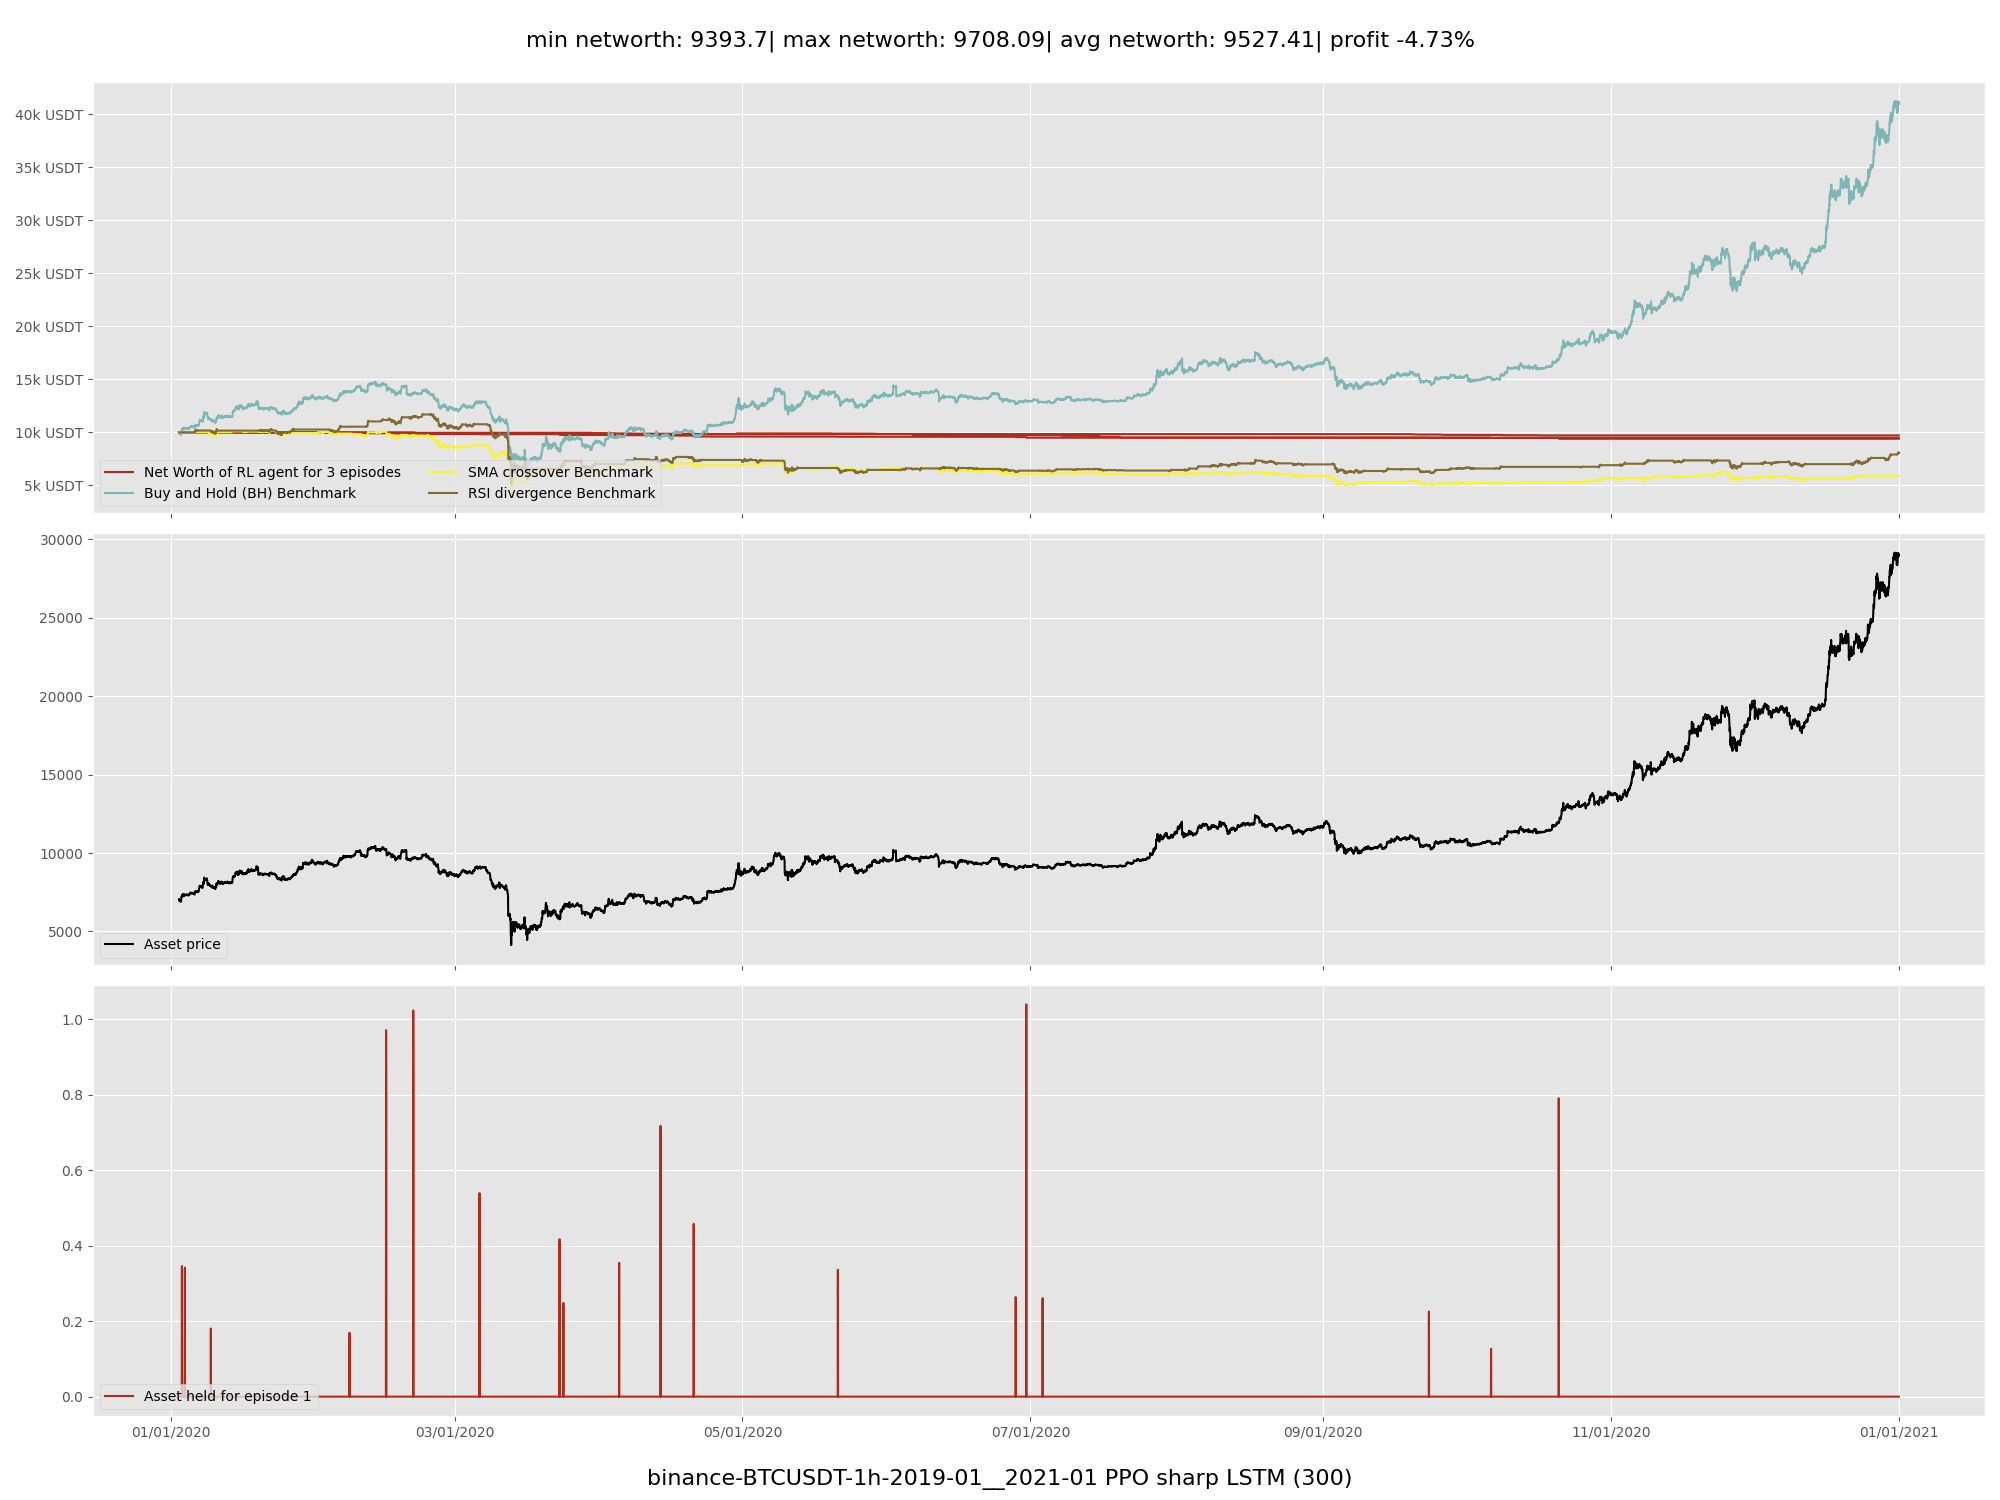 min networth: 9393.7| max networth: 9708.09| avg networth: 9527.41| profit -4.73%
40k USDT
35k USDT
30k USDT
25k USDT
20k USDT
15k USDT
10k USDT
5k USDT
Net Worth of RL agent for 3 episodes
Buy and Hold (BH) Benchmark
SMA crossover Benchmark
RSI divergence Benchmark
30000
25000
20000
15000
10000
5000
Asset price
1.0
0.8
0.6
0.4
0.2
0.0
Asset held for episode 1
01/01/2020 03/01/2020 05/01/2020 07/01/2020 09/01/2020 11/01/2020 01/01/2021
binance-BTCUSDT-1h-2019-01__2021-01 PPO sharp LSTM (300)